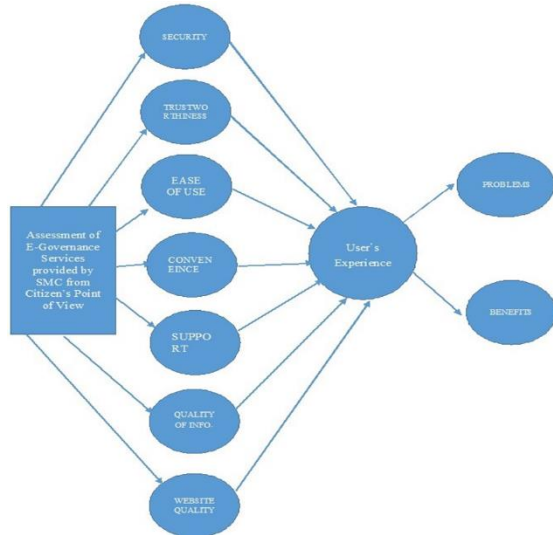 SECURITY
TRUSTWO
RTHINESS
EASE
OF USE
Assessment of
E-Governance
Services
provided by
SMC from
Citizen's Point
of View
CONVEN
EINCE
SUPPO
RT
QUALITY
OF INFO.
WEBSITE
QUALITY
User's
Experience
PROBLEMS
BENEFITS